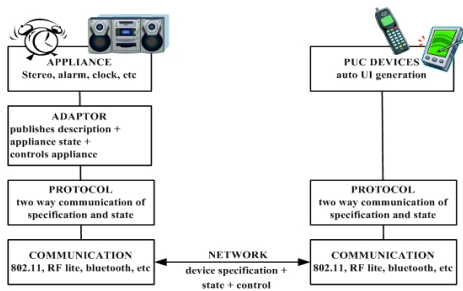 APPLIANCE
Stereo, alarm, clock, etc
ADAPTOR
publishes description +
appliance state +
controls appliance
PROTOCOL
two way communication of
specification and state
COMMUNICATION
802.11, RF lite, bluetooth, etc
NETWORK
device specification +
state + control
PUC DEVICES
auto UI generation
PROTOCOL
two way communication of
specification and state
COMMUNICATION
802.11, RF lite, bluetooth, etc